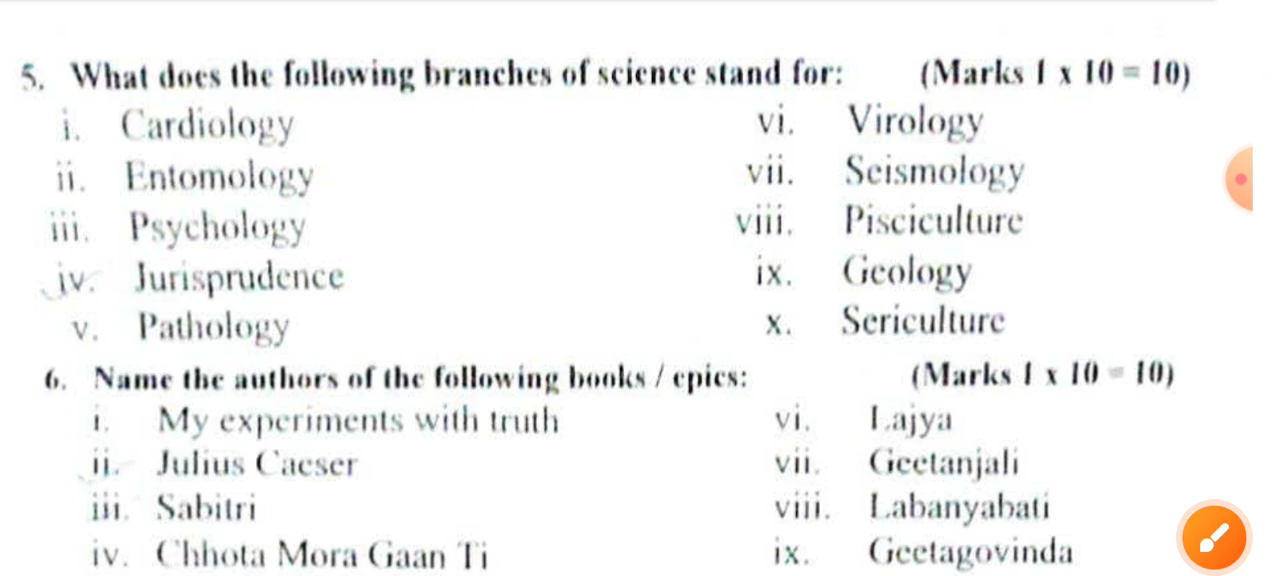 5. What does the following branches of science stand for: (Marks 1 x 10 = 10)
i. Cardiology vi. Virology
ii. Entomology vii. Seismology
iii. Psychology viii. Pisciculture
iv. Jurisprudence ix. Geology
v. Pathology x. Sericulture
6. Name the authors of the following books / epics: (Marks 1 x 10 = 10)
i. My experiments with truth vi. Lajya
ii. Julius Caeser vii. Geetanjali
iii. Sabitri viii. Labanyabati
iv. Chhota Mora Gaan Ti ix. Geetagovinda